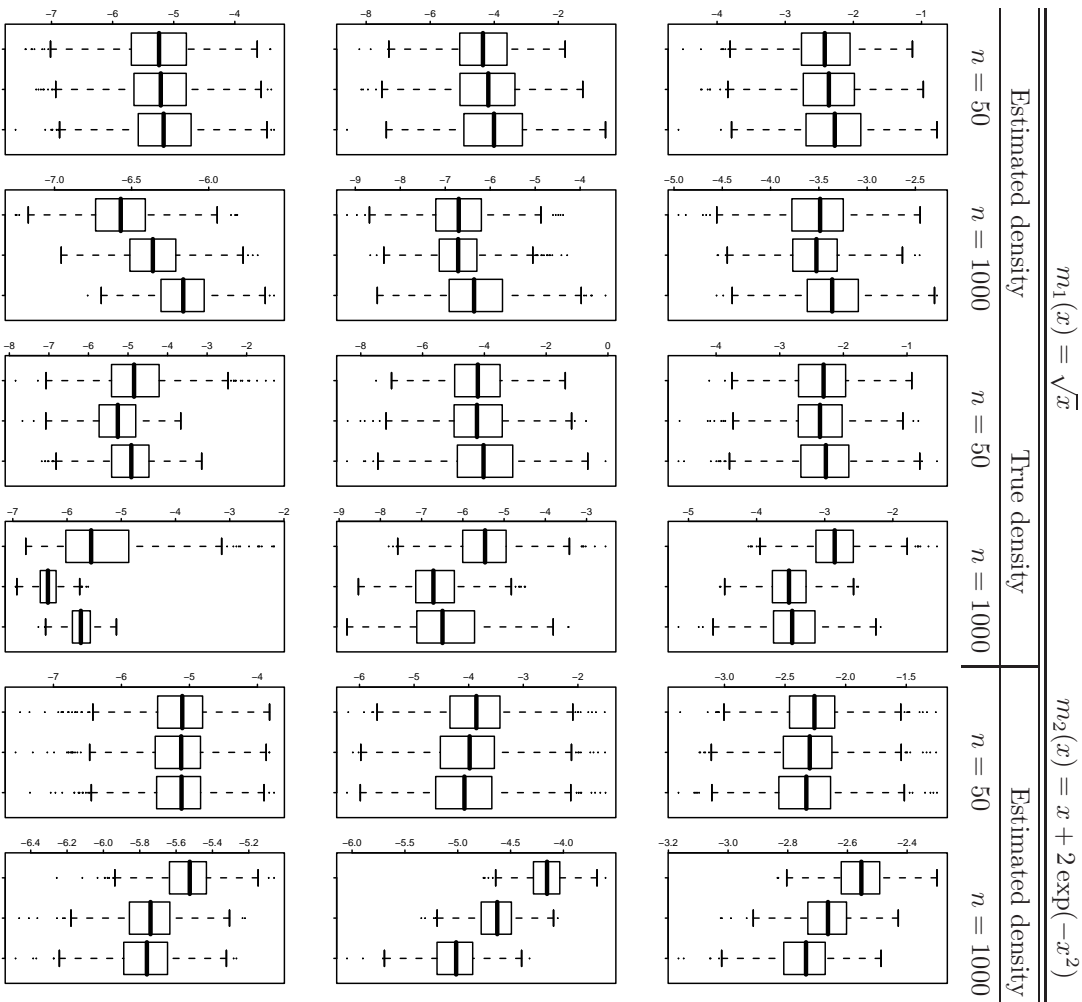 m₁(x) = √x m₂(x) = x + 2 exp(−x²)
Estimated density True density Estimated density
n = 50 n = 1000 n = 50 n = 1000 n = 50 n = 1000
−7 −6 −5 −4
−8 −6 −4 −2
−4 −3 −2 −1
−7.0 −6.5 −6.0
−9 −8 −7 −6 −5 −4
−5.0 −4.5 −4.0 −3.5 −3.0 −2.5
−8 −7 −6 −5 −4 −3 −2
−8 −6 −4 −2 0
−4 −3 −2 −1
−7 −6 −5 −4 −3 −2
−9 −8 −7 −6 −5 −4 −3
−5 −4 −3 −2
−7 −6 −5 −4
−6 −5 −4 −3 −2
−3.0 −2.5 −2.0 −1.5
−6.4 −6.2 −6.0 −5.8 −5.6 −5.4 −5.2
−6.0 −5.5 −5.0 −4.5 −4.0
−3.2 −3.0 −2.8 −2.6 −2.4